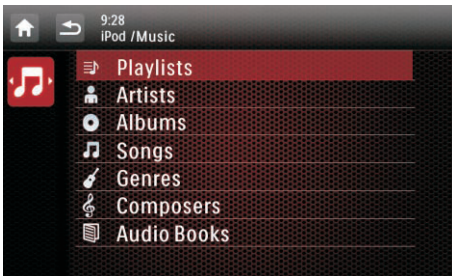 9:28
iPod /Music
Playlists
Artists
Albums
Songs
Genres
Composers
Audio Books